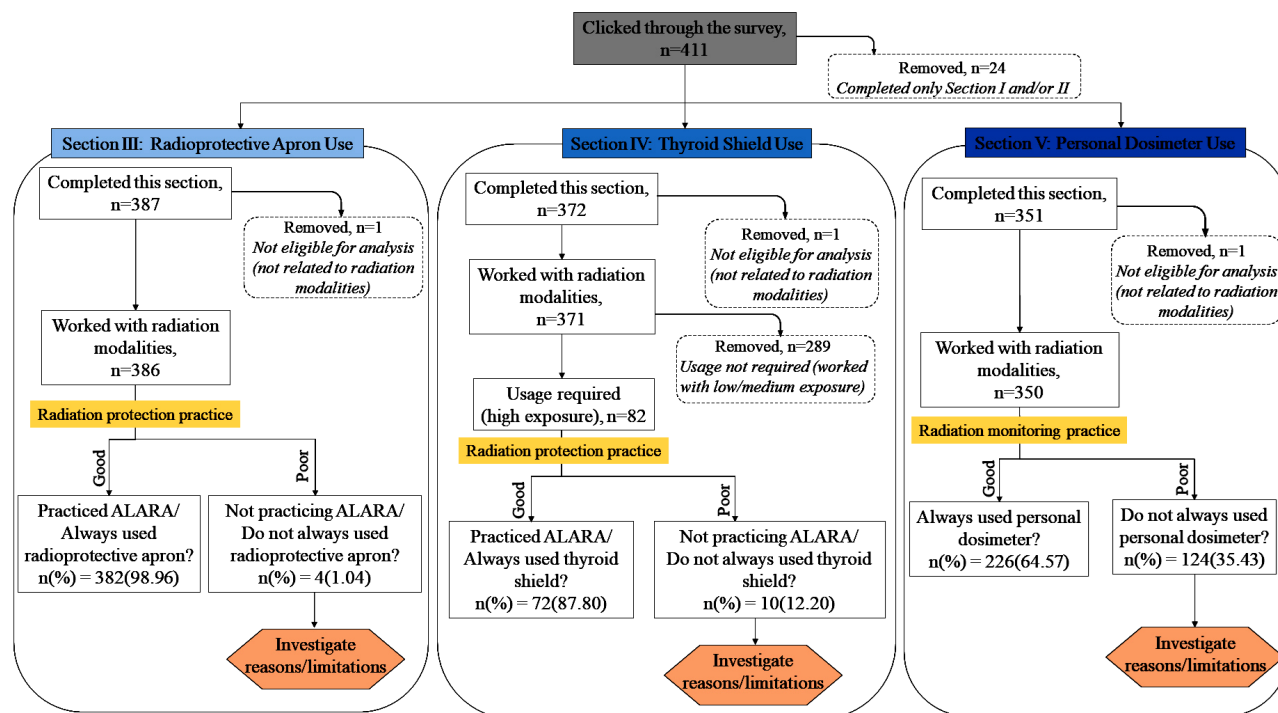 Clicked through the survey,
n=411
Removed, n=24
Completed only Section I and/or II
Section III: Radioprotective Apron Use
Completed this section,
n=387
Removed, n=1
Not eligible for analysis
(not related to radiation
modalities)
Worked with radiation
modalities,
n=386
Radiation protection practice
Good
Poor
Practiced ALARA/
Always used
radioprotective apron?
n(%) = 382(98.96)
Not practicing ALARA/
Do not always used
radioprotective apron?
n(%) = 4(1.04)
Investigate
reasons/limitations
Section IV: Thyroid Shield Use
Completed this section,
n=372
Removed, n=1
Not eligible for analysis
(not related to radiation
modalities)
Worked with radiation
modalities,
n=371
Removed, n=289
Usage not required (worked
with low/medium exposure)
Usage required
(high exposure), n=82
Radiation protection practice
Good
Poor
Practiced ALARA/
Always used thyroid
shield?
n(%) = 72(87.80)
Not practicing ALARA/
Do not always used thyroid
shield?
n(%) = 10(12.20)
Investigate
reasons/limitations
Section V: Personal Dosimeter Use
Completed this section,
n=351
Removed, n=1
Not eligible for analysis
(not related to radiation
modalities)
Worked with radiation
modalities,
n=350
Radiation monitoring practice
Good
Poor
Always used personal
dosimeter?
n(%) = 226(64.57)
Do not always used
personal dosimeter?
n(%) = 124(35.43)
Investigate
reasons/limitations